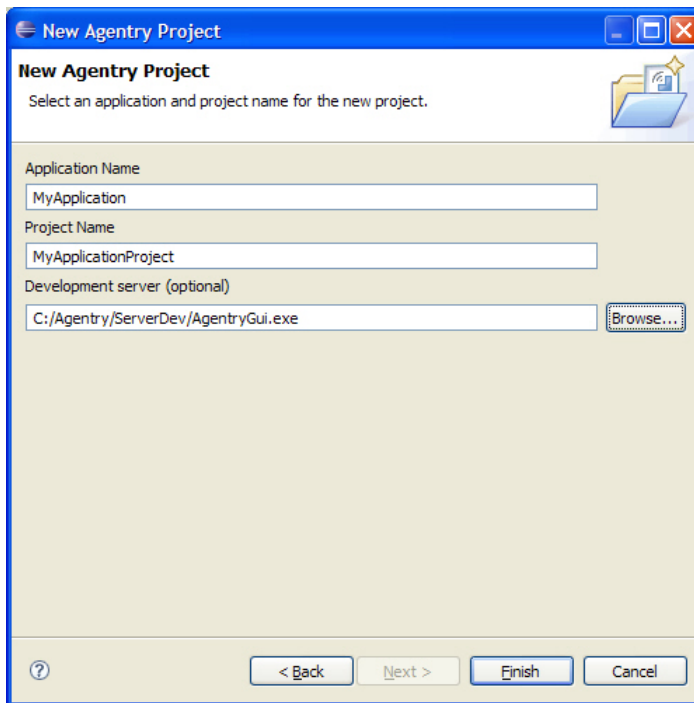 New Agentry Project
New Agentry Project
Select an application and project name for the new project.
Application Name
MyApplication
Project Name
MyApplicationProject
Development server (optional)
C:/Agentry/ServerDev/AgentryGui.exe
Browse...
? < Back Next > Finish Cancel